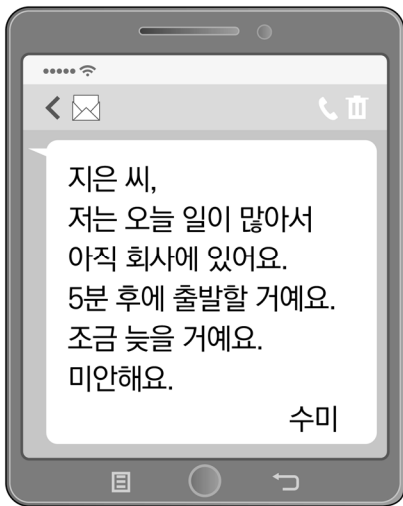 지은 씨,
저는 오늘 일이 많아서
아직 회사에 있어요.
5분 후에 출발할 거예요.
조금 늦을 거예요.
미안해요.
수미